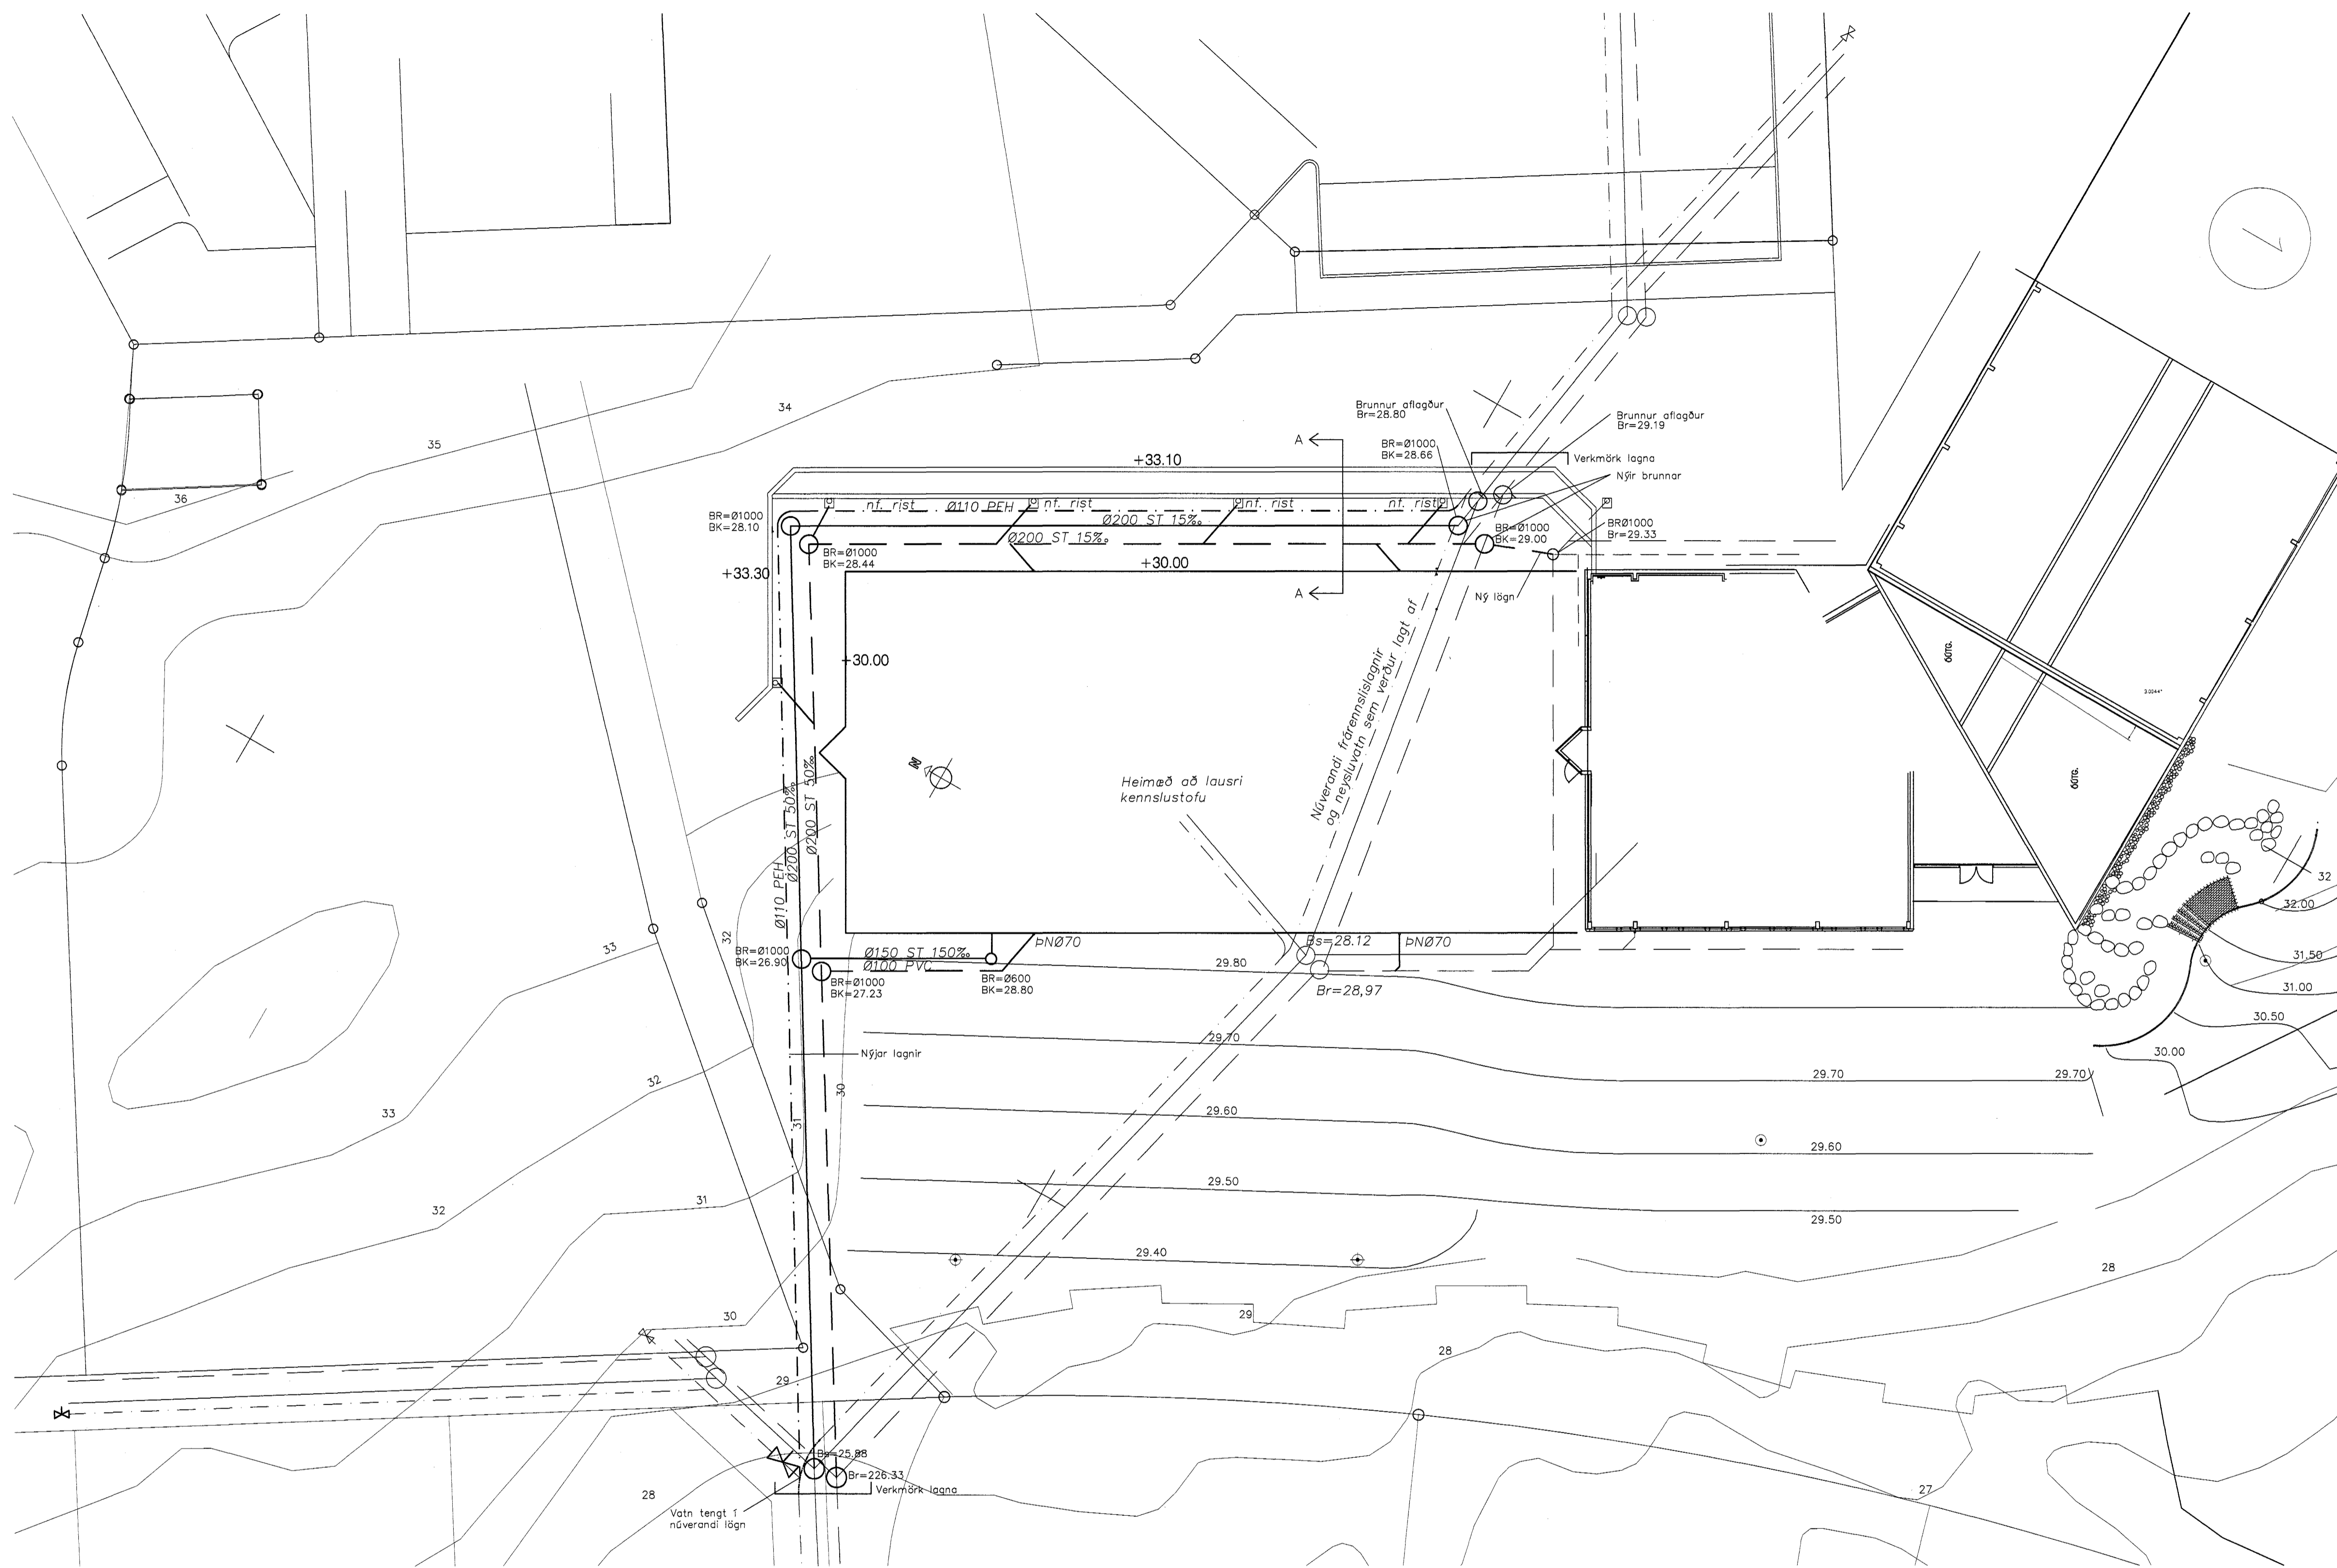 34
35
36
Brunnur aflagður
Br=28.80
Brunnur aflagður
Br=29.19
A
BR=Ø1000
BK=28.66
Verkmörk lagna
+33.10
Nýir brunnar
nf. rist
Ø110 PEH
nf. rist
nf. rist
nf. rist
BR=Ø1000
BK=28.10
Ø200 ST 15‰
Ø200 ST 15‰
BR=Ø1000
BK=29.00
BRØ1000
Br=29.33
BR=Ø1000
BK=28.44
+33.30
+30.00
A
Ný lögn
+30.00
Núverandi frárennslislagnir
og neysluvatn sem verður lagt af
N
Heimæð að lausri
kennslustofu
60TG.
60TG.
3.0244°
Ø110 PEH
Ø200 ST 50‰
Ø200 ST 50‰
32
32.00
31.50
31.00
30.50
30.00
33
32
BR=Ø1000
BK=26.90
Ø150 ST 150‰
Ø100 PVC
ÞNØ70
Bs=28.12
ÞNØ70
BR=Ø1000
BK=27.23
BR=Ø600
BK=28.80
29.80
Br=28,97
Nýjar lagnir
29.70
29.70
29.70
32
33
30
31
29.60
29.60
29.50
29.50
31
32
29.40
28
30
29
28
29
Bs=25.88
Br=226.33
Verkmörk lagna
28
27
Vatn tengt í
núverandi lögn